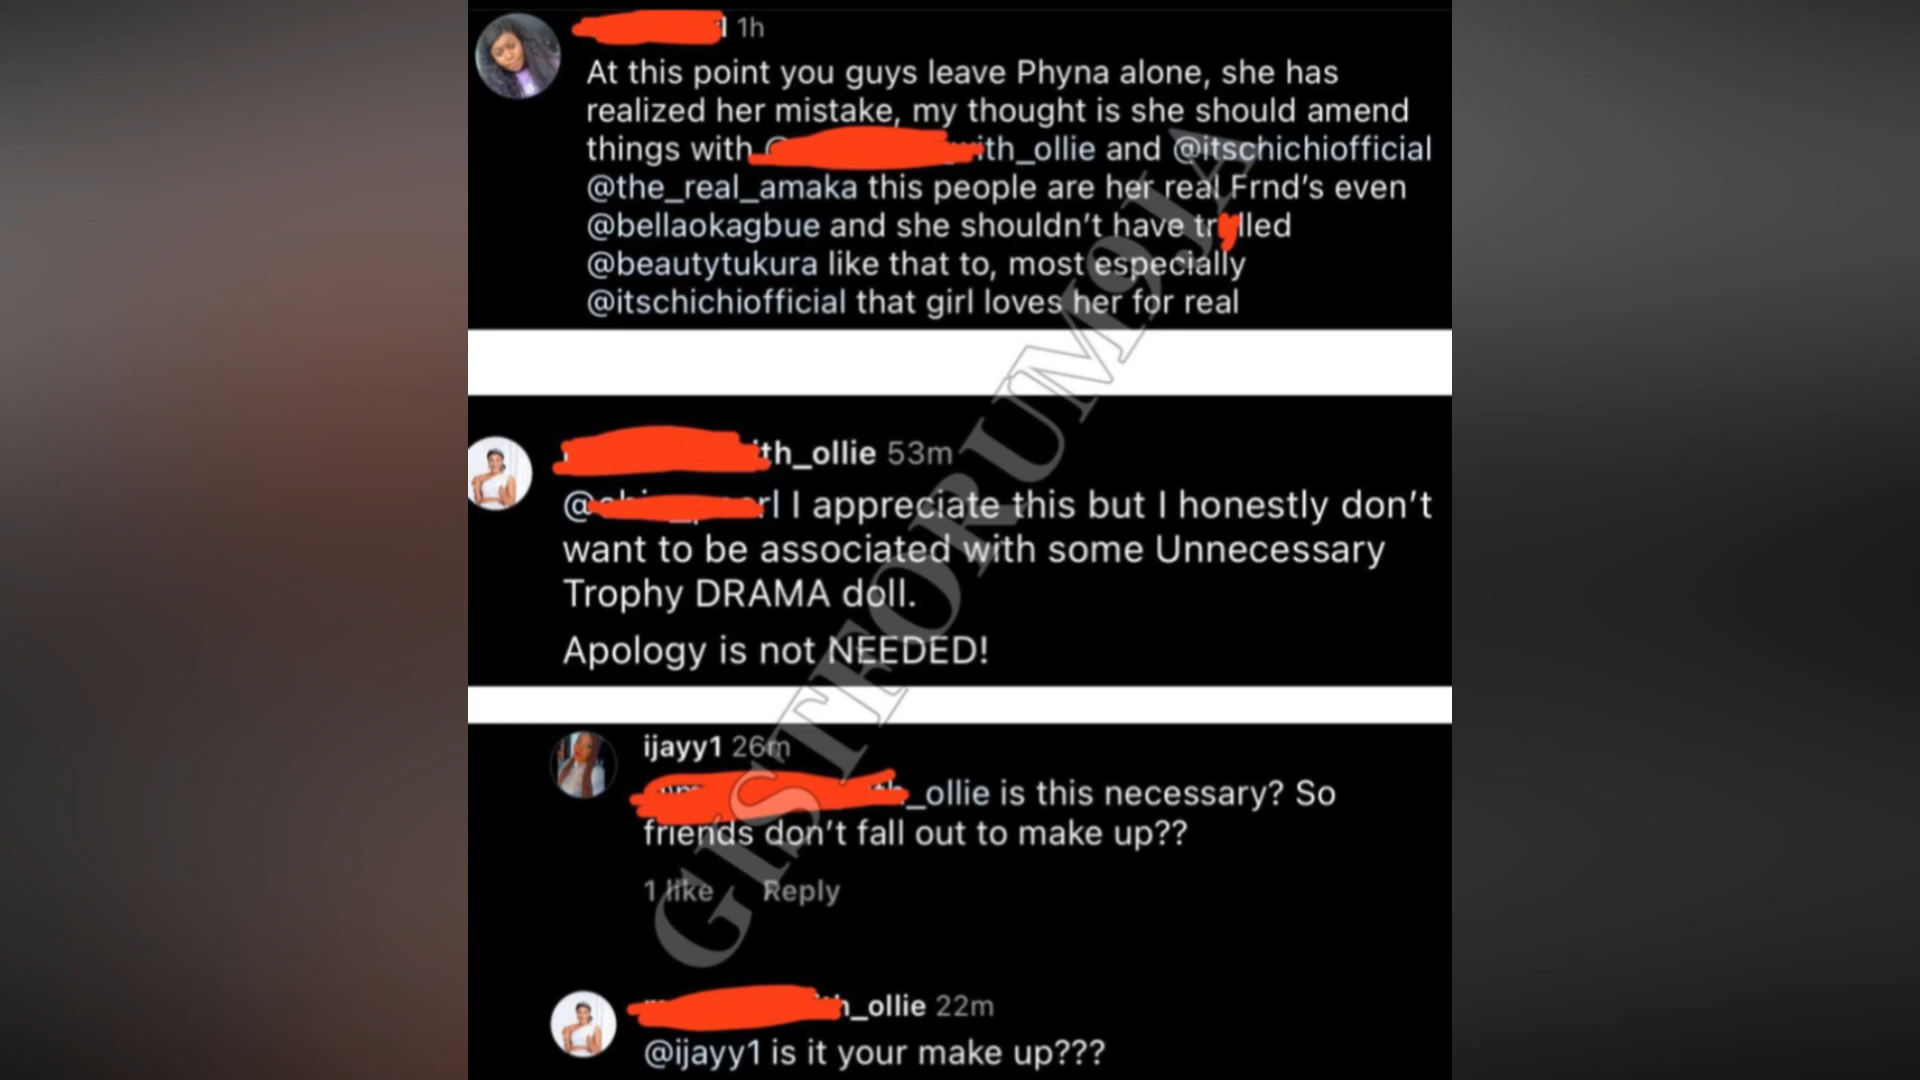 1h
At this point you guys leave Phyna alone, she has
realized her mistake, my thought is she should amend
things with ith_ollie and @itschichiofficial
@the_real_amaka this people are her real Frnd's even
@bellaokagbue and she shouldn't have tr lled
@beautytukura like that to, most especially
@itschichiofficial that girl loves her for real
th_ollie 53m
@ rl I appreciate this but I honestly don't
want to be associated with some Unnecessary
Trophy DRAMA doll.
Apology is not NEEDED!
ijayy1 26m
_ollie is this necessary? So
friends don't fall out to make up??
1 like Reply
h_ollie 22m
@ijayy1 is it your make up???
GISTFORUM9JA